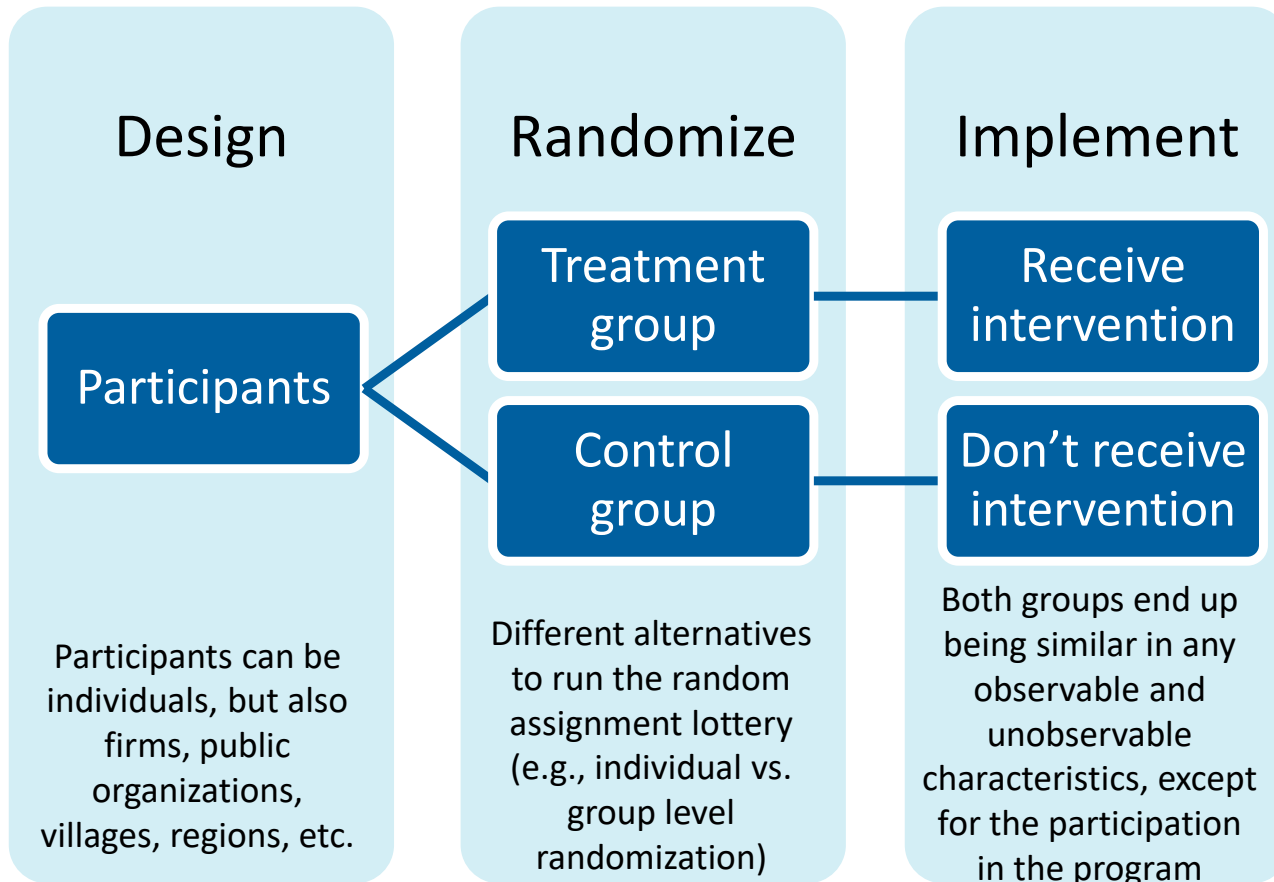 Design
Participants
Participants can be
individuals, but also
firms, public
organizations,
villages, regions, etc.
Randomize
Treatment
group
Control
group
Different alternatives
to run the random
assignment lottery
(e.g., individual vs.
group level
randomization)
Implement
Receive
intervention
Don’t receive
intervention
Both groups end up
being similar in any
observable and
unobservable
characteristics, except
for the participation
in the program